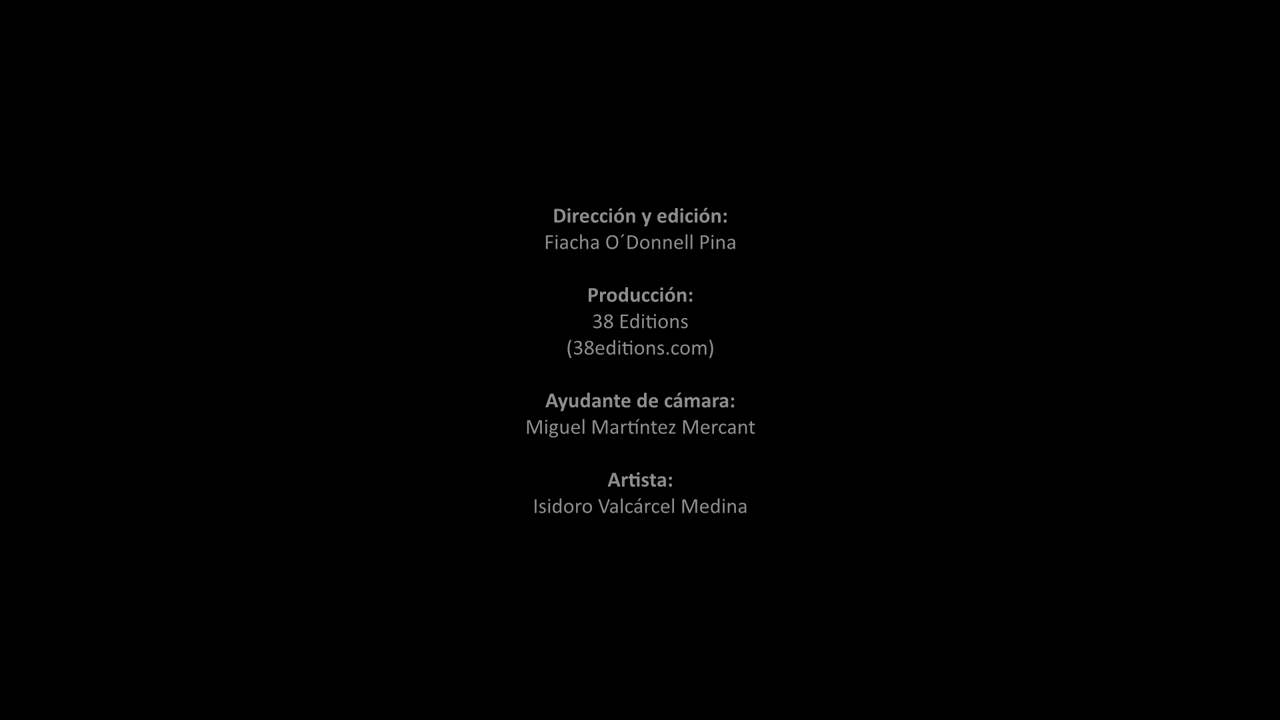 Dirección y edición:
Fiacha O´Donnell Pina
Producción:
38 Editions
(38editions.com)
Ayudante de cámara:
Miguel Martíntez Mercant
Artista:
Isidoro Valcárcel Medina